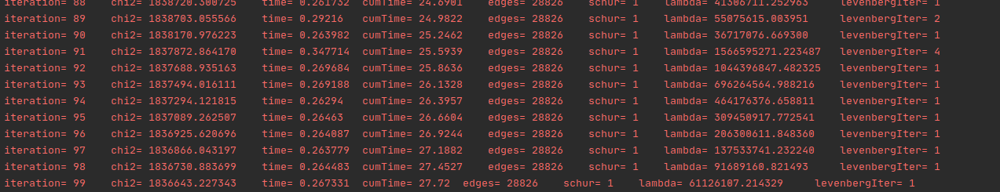 iteration= 88 chi2= 1838720.300725 time= 0.261732 cumTime= 24.6901 edges= 28826 schur= 1 lambda= 41306711.252963 levenbergIter= 1
iteration= 89 chi2= 1838703.055566 time= 0.29216 cumTime= 24.9822 edges= 28826 schur= 1 lambda= 55075615.003951 levenbergIter= 2
iteration= 90 chi2= 1838170.976223 time= 0.263982 cumTime= 25.2462 edges= 28826 schur= 1 lambda= 36717076.669300 levenbergIter= 1
iteration= 91 chi2= 1837872.864170 time= 0.347714 cumTime= 25.5939 edges= 28826 schur= 1 lambda= 1566595271.223487 levenbergIter= 4
iteration= 92 chi2= 1837688.935163 time= 0.269684 cumTime= 25.8636 edges= 28826 schur= 1 lambda= 1044396847.482325 levenbergIter= 1
iteration= 93 chi2= 1837494.016111 time= 0.269188 cumTime= 26.1328 edges= 28826 schur= 1 lambda= 696264564.988216 levenbergIter= 1
iteration= 94 chi2= 1837294.121815 time= 0.26294 cumTime= 26.3957 edges= 28826 schur= 1 lambda= 464176376.658811 levenbergIter= 1
iteration= 95 chi2= 1837089.262507 time= 0.26463 cumTime= 26.6604 edges= 28826 schur= 1 lambda= 309450917.772541 levenbergIter= 1
iteration= 96 chi2= 1836925.620696 time= 0.264087 cumTime= 26.9244 edges= 28826 schur= 1 lambda= 206300611.848360 levenbergIter= 1
iteration= 97 chi2= 1836866.043197 time= 0.263779 cumTime= 27.1882 edges= 28826 schur= 1 lambda= 137533741.232240 levenbergIter= 1
iteration= 98 chi2= 1836730.883699 time= 0.264483 cumTime= 27.4527 edges= 28826 schur= 1 lambda= 91689160.821493 levenbergIter= 1
iteration= 99 chi2= 1836643.227343 time= 0.267331 cumTime= 27.72 edges= 28826 schur= 1 lambda= 61126107.214329 levenbergIter= 1